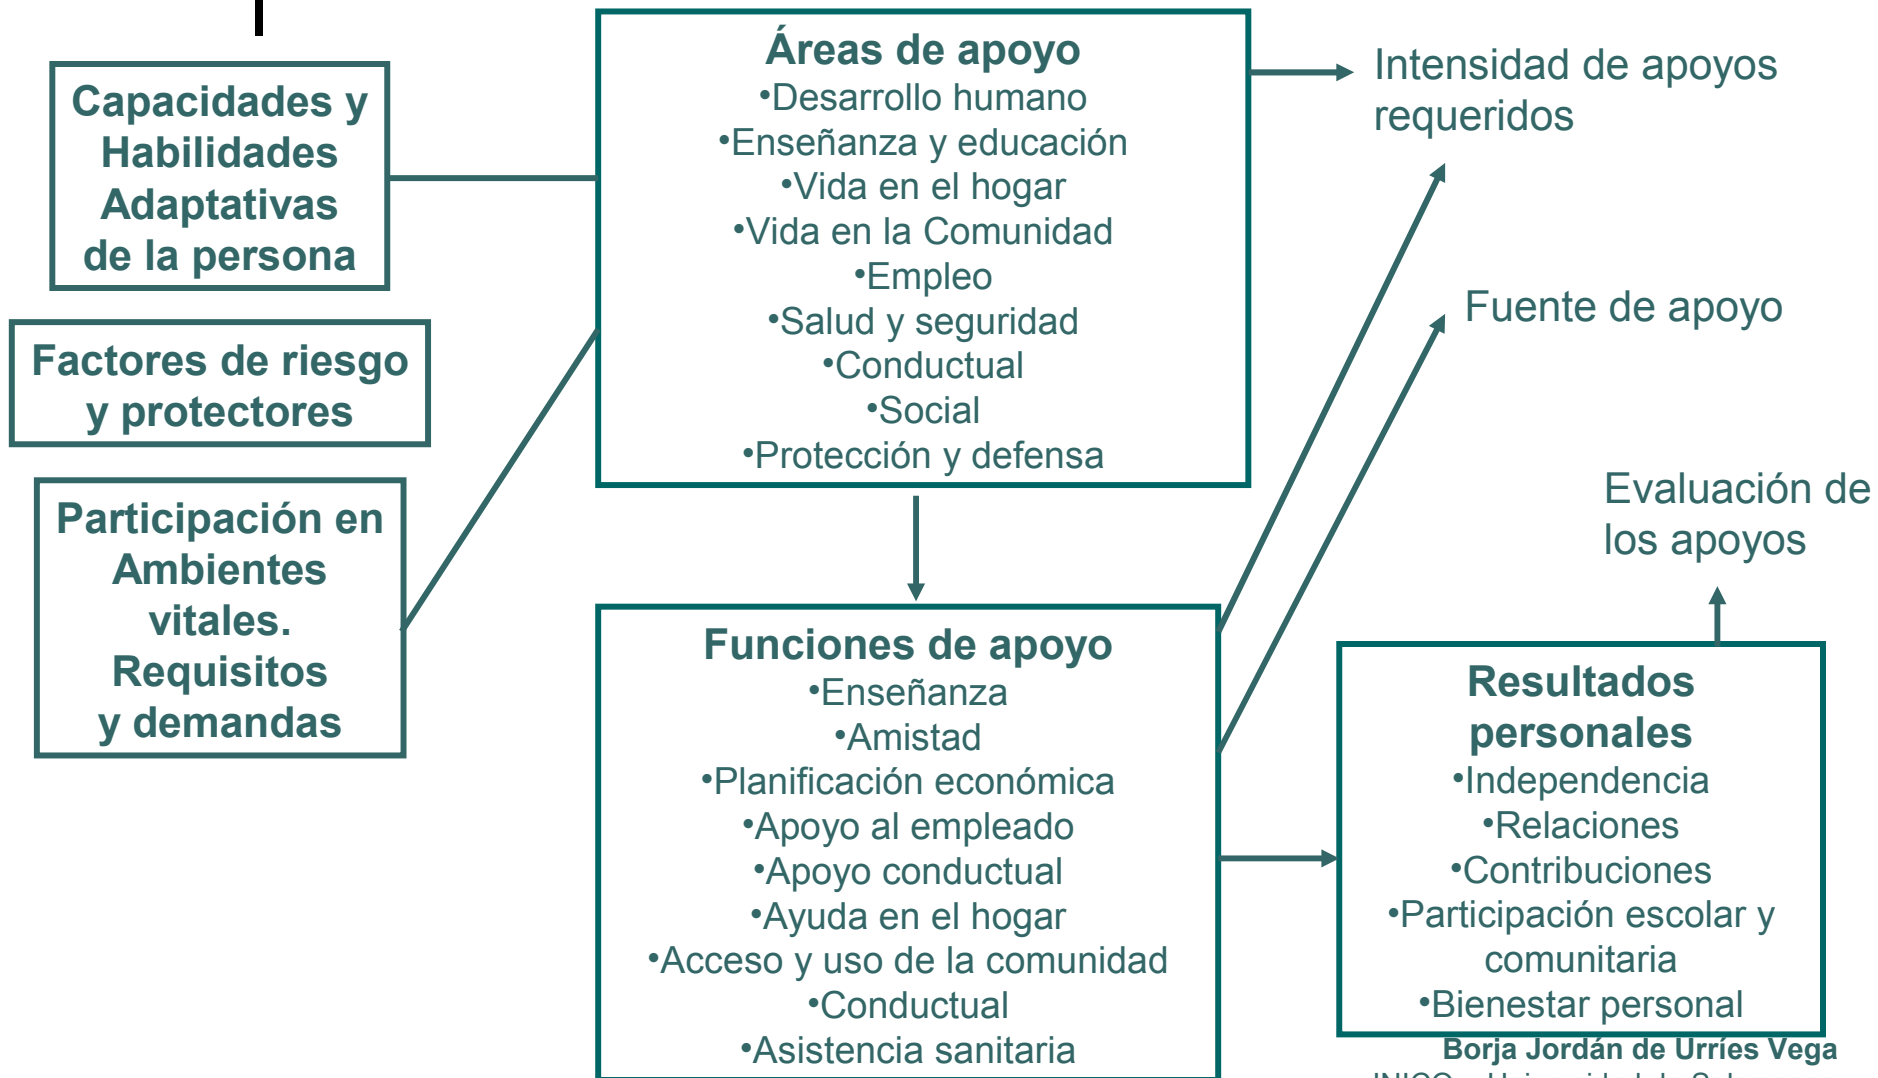 Capacidades y
Habilidades
Adaptativas
de la persona
Factores de riesgo
y protectores
Participación en
Ambientes
vitales.
Requisitos
y demandas
Áreas de apoyo
•Desarrollo humano
•Enseñanza y educación
•Vida en el hogar
•Vida en la Comunidad
•Empleo
•Salud y seguridad
•Conductual
•Social
•Protección y defensa
Funciones de apoyo
•Enseñanza
•Amistad
•Planificación económica
•Apoyo al empleado
•Apoyo conductual
•Ayuda en el hogar
•Acceso y uso de la comunidad
•Conductual
•Asistencia sanitaria
Intensidad de apoyos
requeridos
Fuente de apoyo
Evaluación de
los apoyos
Resultados
personales
•Independencia
•Relaciones
•Contribuciones
•Participación escolar y
comunitaria
•Bienestar personal
Borja Jordán de Urríes Vega